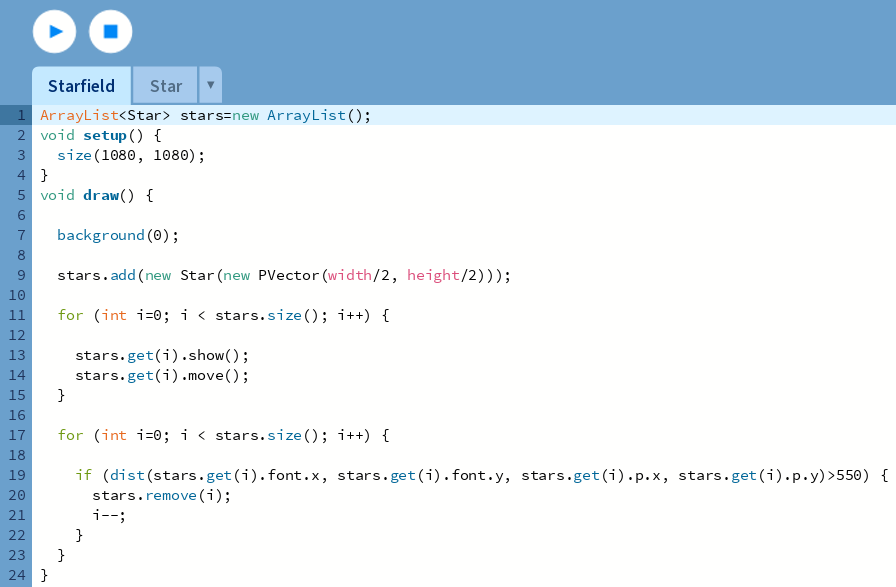 Starfield Star ▼
1 ArrayList<Star> stars=new ArrayList();
2 void setup() {
3   size(1080, 1080);
4 }
5 void draw() {
6
7   background(0);
8
9   stars.add(new Star(new PVector(width/2, height/2)));
10
11   for (int i=0; i < stars.size(); i++) {
12
13     stars.get(i).show();
14     stars.get(i).move();
15   }
16
17   for (int i=0; i < stars.size(); i++) {
18
19     if (dist(stars.get(i).font.x, stars.get(i).font.y, stars.get(i).p.x, stars.get(i).p.y)>550) {
20       stars.remove(i);
21       i--;
22     }
23   }
24 }